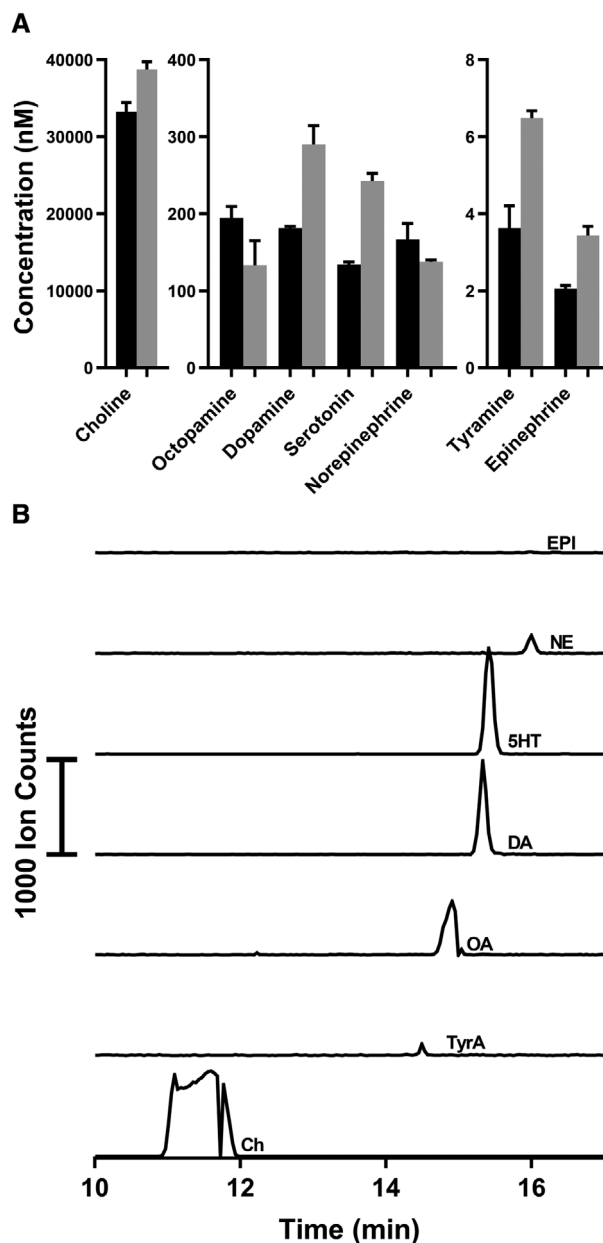 A
Concentration (nM)
40000
30000
20000
10000
0
400
300
200
100
0
8
6
4
2
0
Choline
Octopamine
Dopamine
Serotonin
Norepinephrine
Tyramine
Epinephrine
B
EPI
NE
5HT
DA
OA
TyrA
Ch
1000 Ion Counts
10 12 14 16
Time (min)